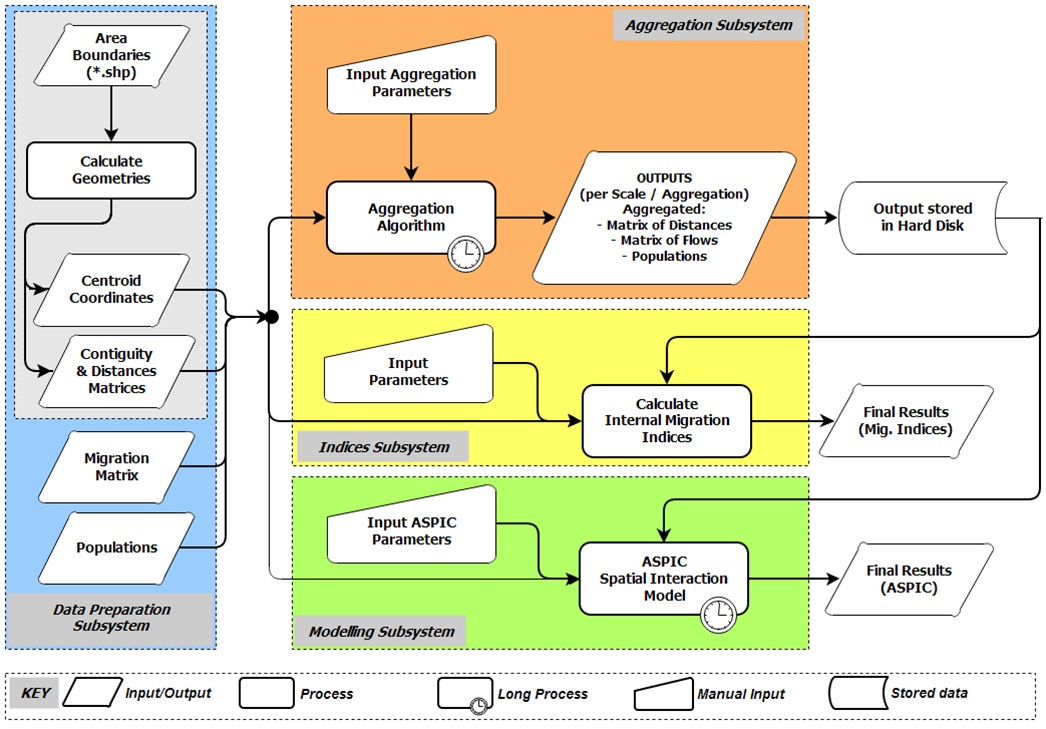 Area
Boundaries
(*.shp)
Calculate
Geometries
Centroid
Coordinates
Contiguity
& Distances
Matrices
Migration
Matrix
Populations
Data Preparation
Subsystem
Aggregation Subsystem
Input Aggregation
Parameters
Aggregation
Algorithm
OUTPUTS
(per Scale / Aggregation)
Aggregated:
- Matrix of Distances
- Matrix of Flows
- Populations
Output stored
in Hard Disk
Input
Parameters
Calculate
Internal Migration
Indices
Indices Subsystem
Final Results
(Mig. Indices)
Input ASPIC
Parameters
ASPIC
Spatial Interaction
Model
Modelling Subsystem
Final Results
(ASPIC)
KEY
Input/Output
Process
Long Process
Manual Input
Stored data